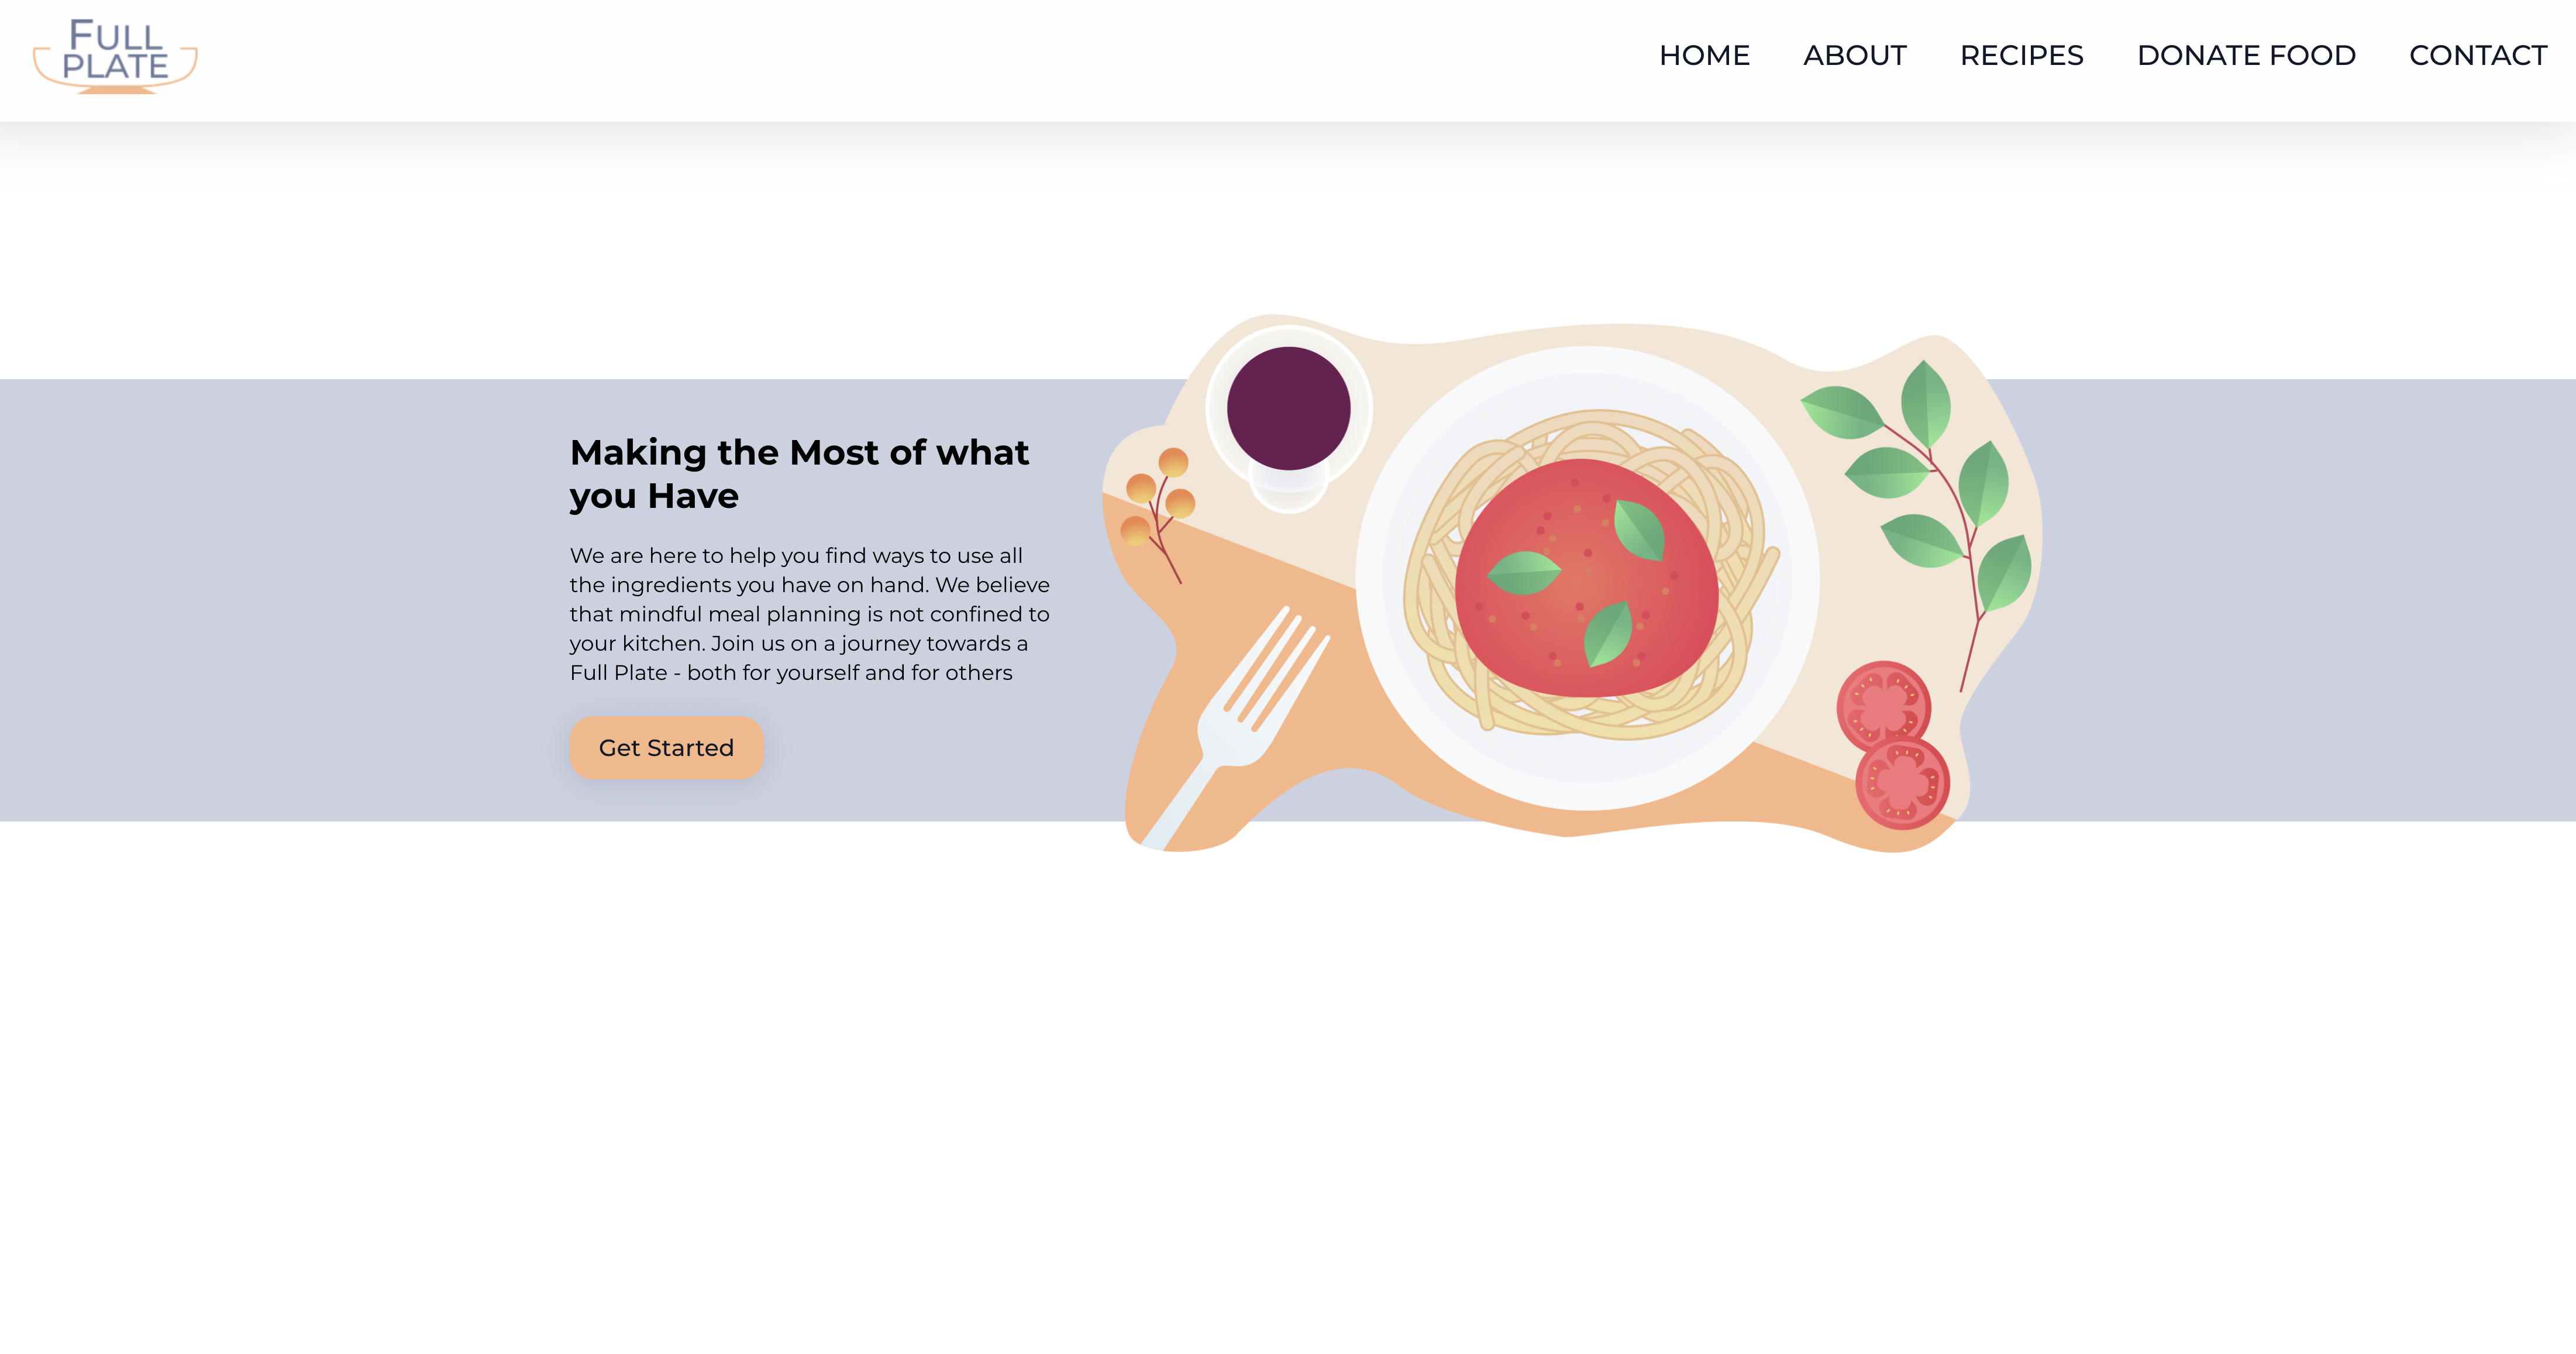 FULL
PLATE
HOME ABOUT RECIPES DONATE FOOD CONTACT
Making the Most of what
you Have
We are here to help you find ways to use all
the ingredients you have on hand. We believe
that mindful meal planning is not confined to
your kitchen. Join us on a journey towards a
Full Plate - both for yourself and for others
Get Started